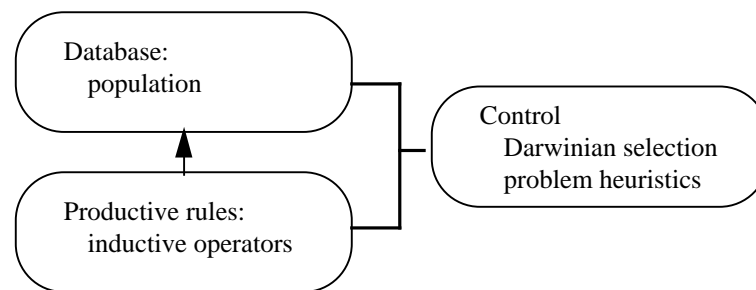 Database:
population
Control
Darwinian selection
problem heuristics
Productive rules:
inductive operators